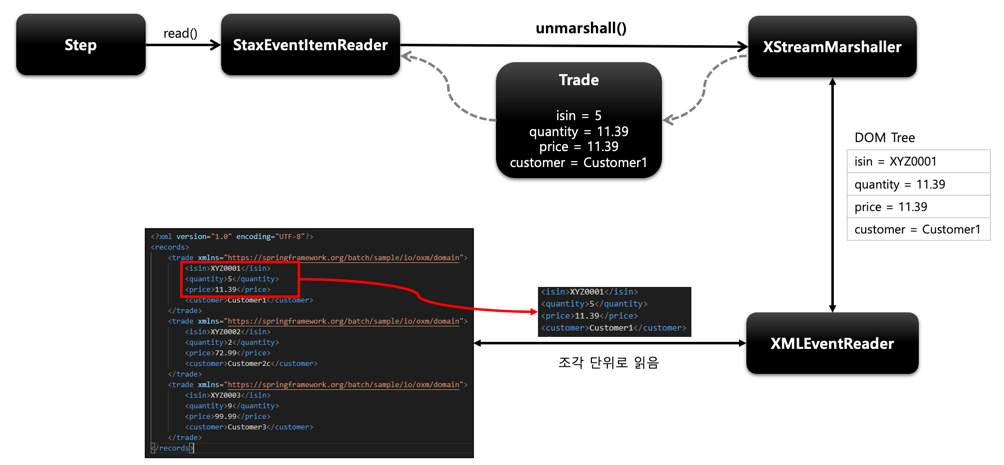 Step
read()
StaxEventItemReader
unmarshall()
XStreamMarshaller
Trade
isin = 5
quantity = 11.39
price = 11.39
customer = Customer1
DOM Tree
isin = XYZ0001
quantity = 11.39
price = 11.39
customer = Customer1
<?xml version="1.0" encoding="UTF-8"?>
<records>
<trade xmlns="https://springframework.org/batch/sample/io/oxm/domain">
<isin>XYZ0001</isin>
<quantity>5</quantity>
<price>11.39</price>
<customer>Customer1</customer>
</trade>
<trade xmlns="https://springframework.org/batch/sample/io/oxm/domain">
<isin>XYZ0002</isin>
<quantity>2</quantity>
<price>72.99</price>
<customer>Customer2c</customer>
</trade>
<trade xmlns="https://springframework.org/batch/sample/io/oxm/domain">
<isin>XYZ0003</isin>
<quantity>9</quantity>
<price>99.99</price>
<customer>Customer3</customer>
</trade>
</records>
<isin>XYZ0001</isin>
<quantity>5</quantity>
<price>11.39</price>
<customer>Customer1</customer>
조각 단위로 읽음
XMLEventReader